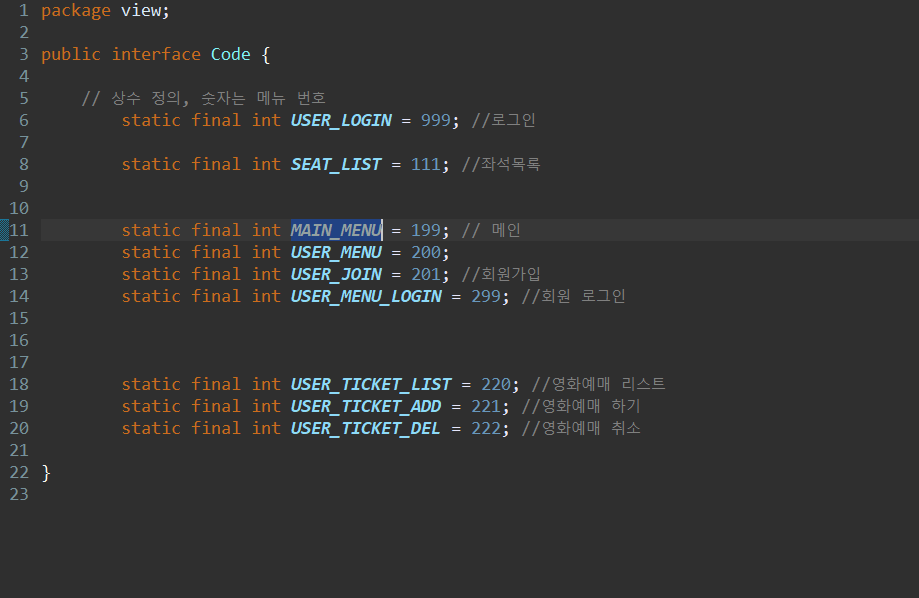 1 package view;
2
3 public interface Code {
4
5 // 상수 정의, 숫자는 메뉴 번호
6 static final int USER_LOGIN = 999; //로그인
7
8 static final int SEAT_LIST = 111; //좌석목록
9
10
11 static final int MAIN_MENU = 199; // 메인
12 static final int USER_MENU = 200;
13 static final int USER_JOIN = 201; //회원가입
14 static final int USER_MENU_LOGIN = 299; //회원 로그인
15
16
17
18 static final int USER_TICKET_LIST = 220; //영화예매 리스트
19 static final int USER_TICKET_ADD = 221; //영화예매 하기
20 static final int USER_TICKET_DEL = 222; //영화예매 취소
21
22 }
23